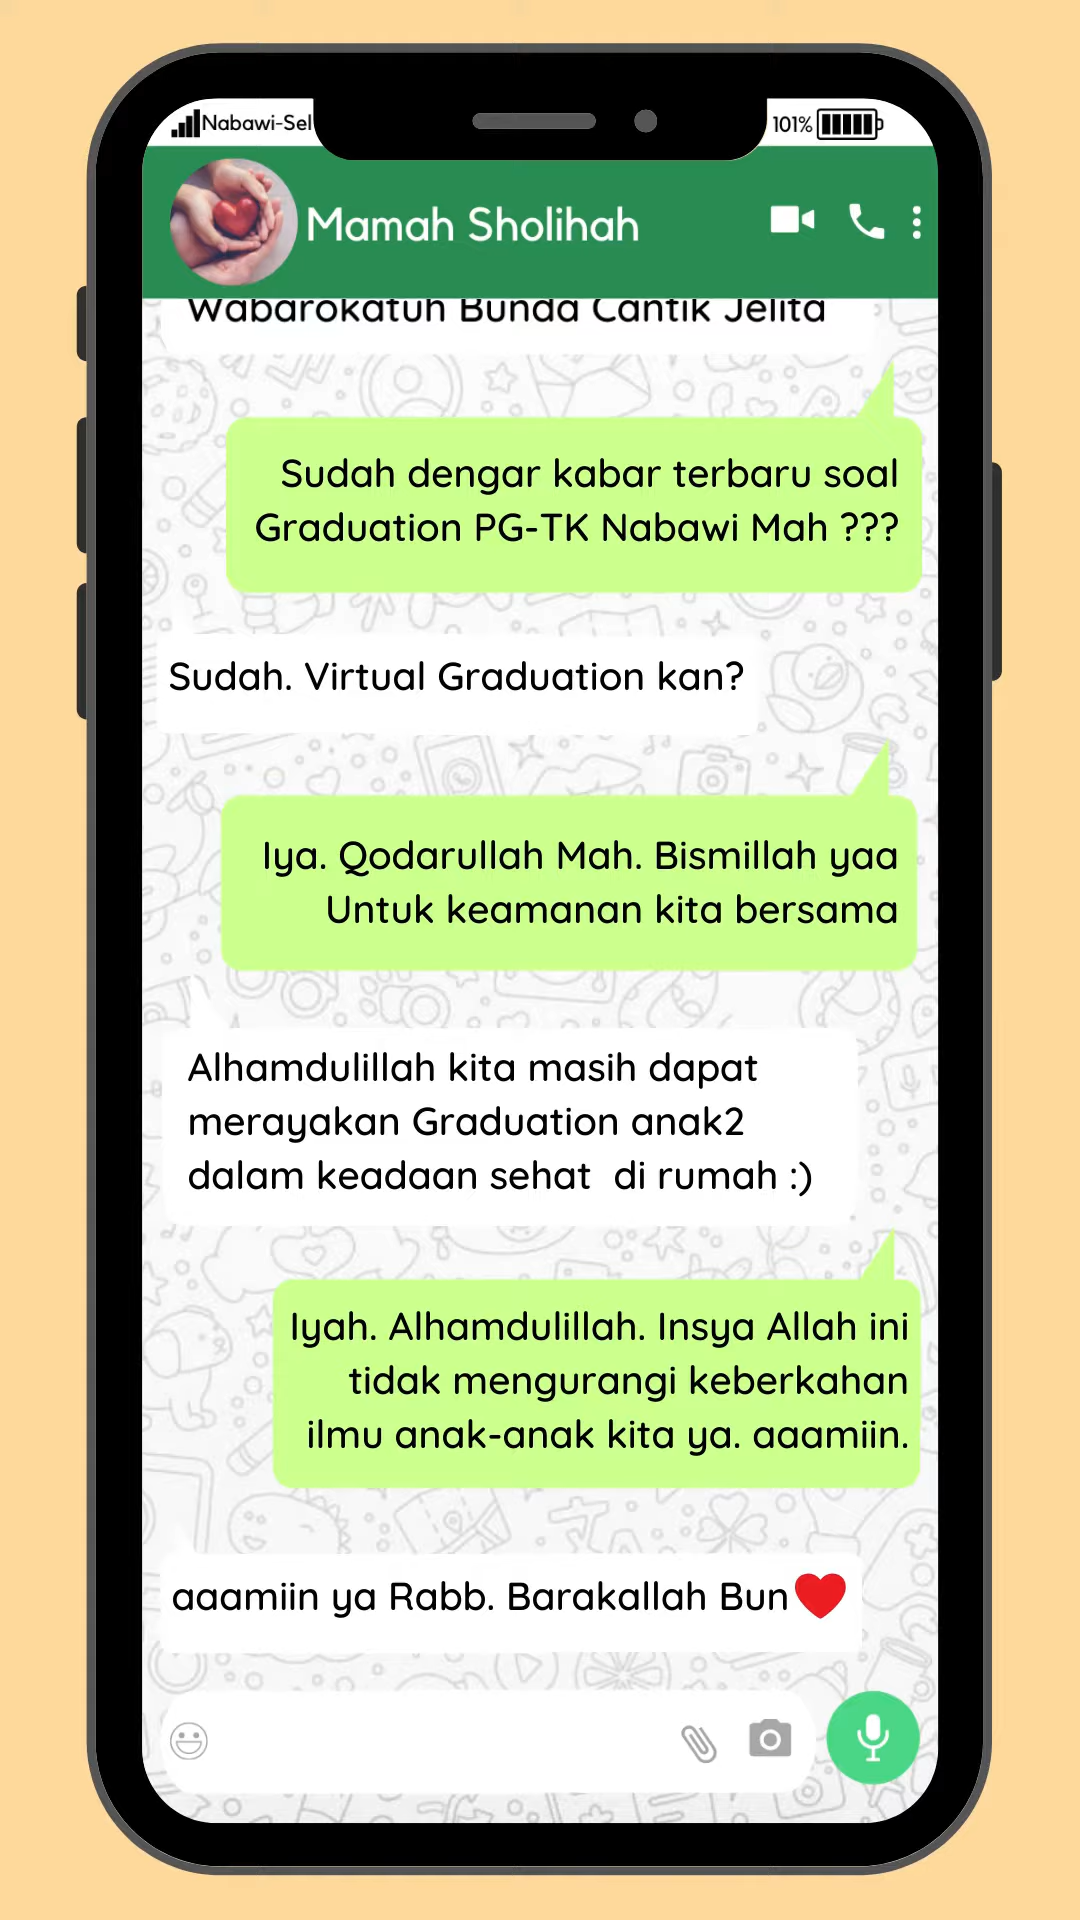 Nabawi-Sel
101%
Mamah Sholihah
Wabarokatuh Bunda Cantik Jelita
Sudah dengar kabar terbaru soal
Graduation PG-TK Nabawi Mah ???
Sudah. Virtual Graduation kan?
Iya. Qodarullah Mah. Bismillah yaa
Untuk keamanan kita bersama
Alhamdulillah kita masih dapat
merayakan Graduation anak2
dalam keadaan sehat  di rumah :)
Iyah. Alhamdulillah. Insya Allah ini
tidak mengurangi keberkahan
ilmu anak-anak kita ya. aaamiin.
aaamiin ya Rabb. Barakallah Bun❤️